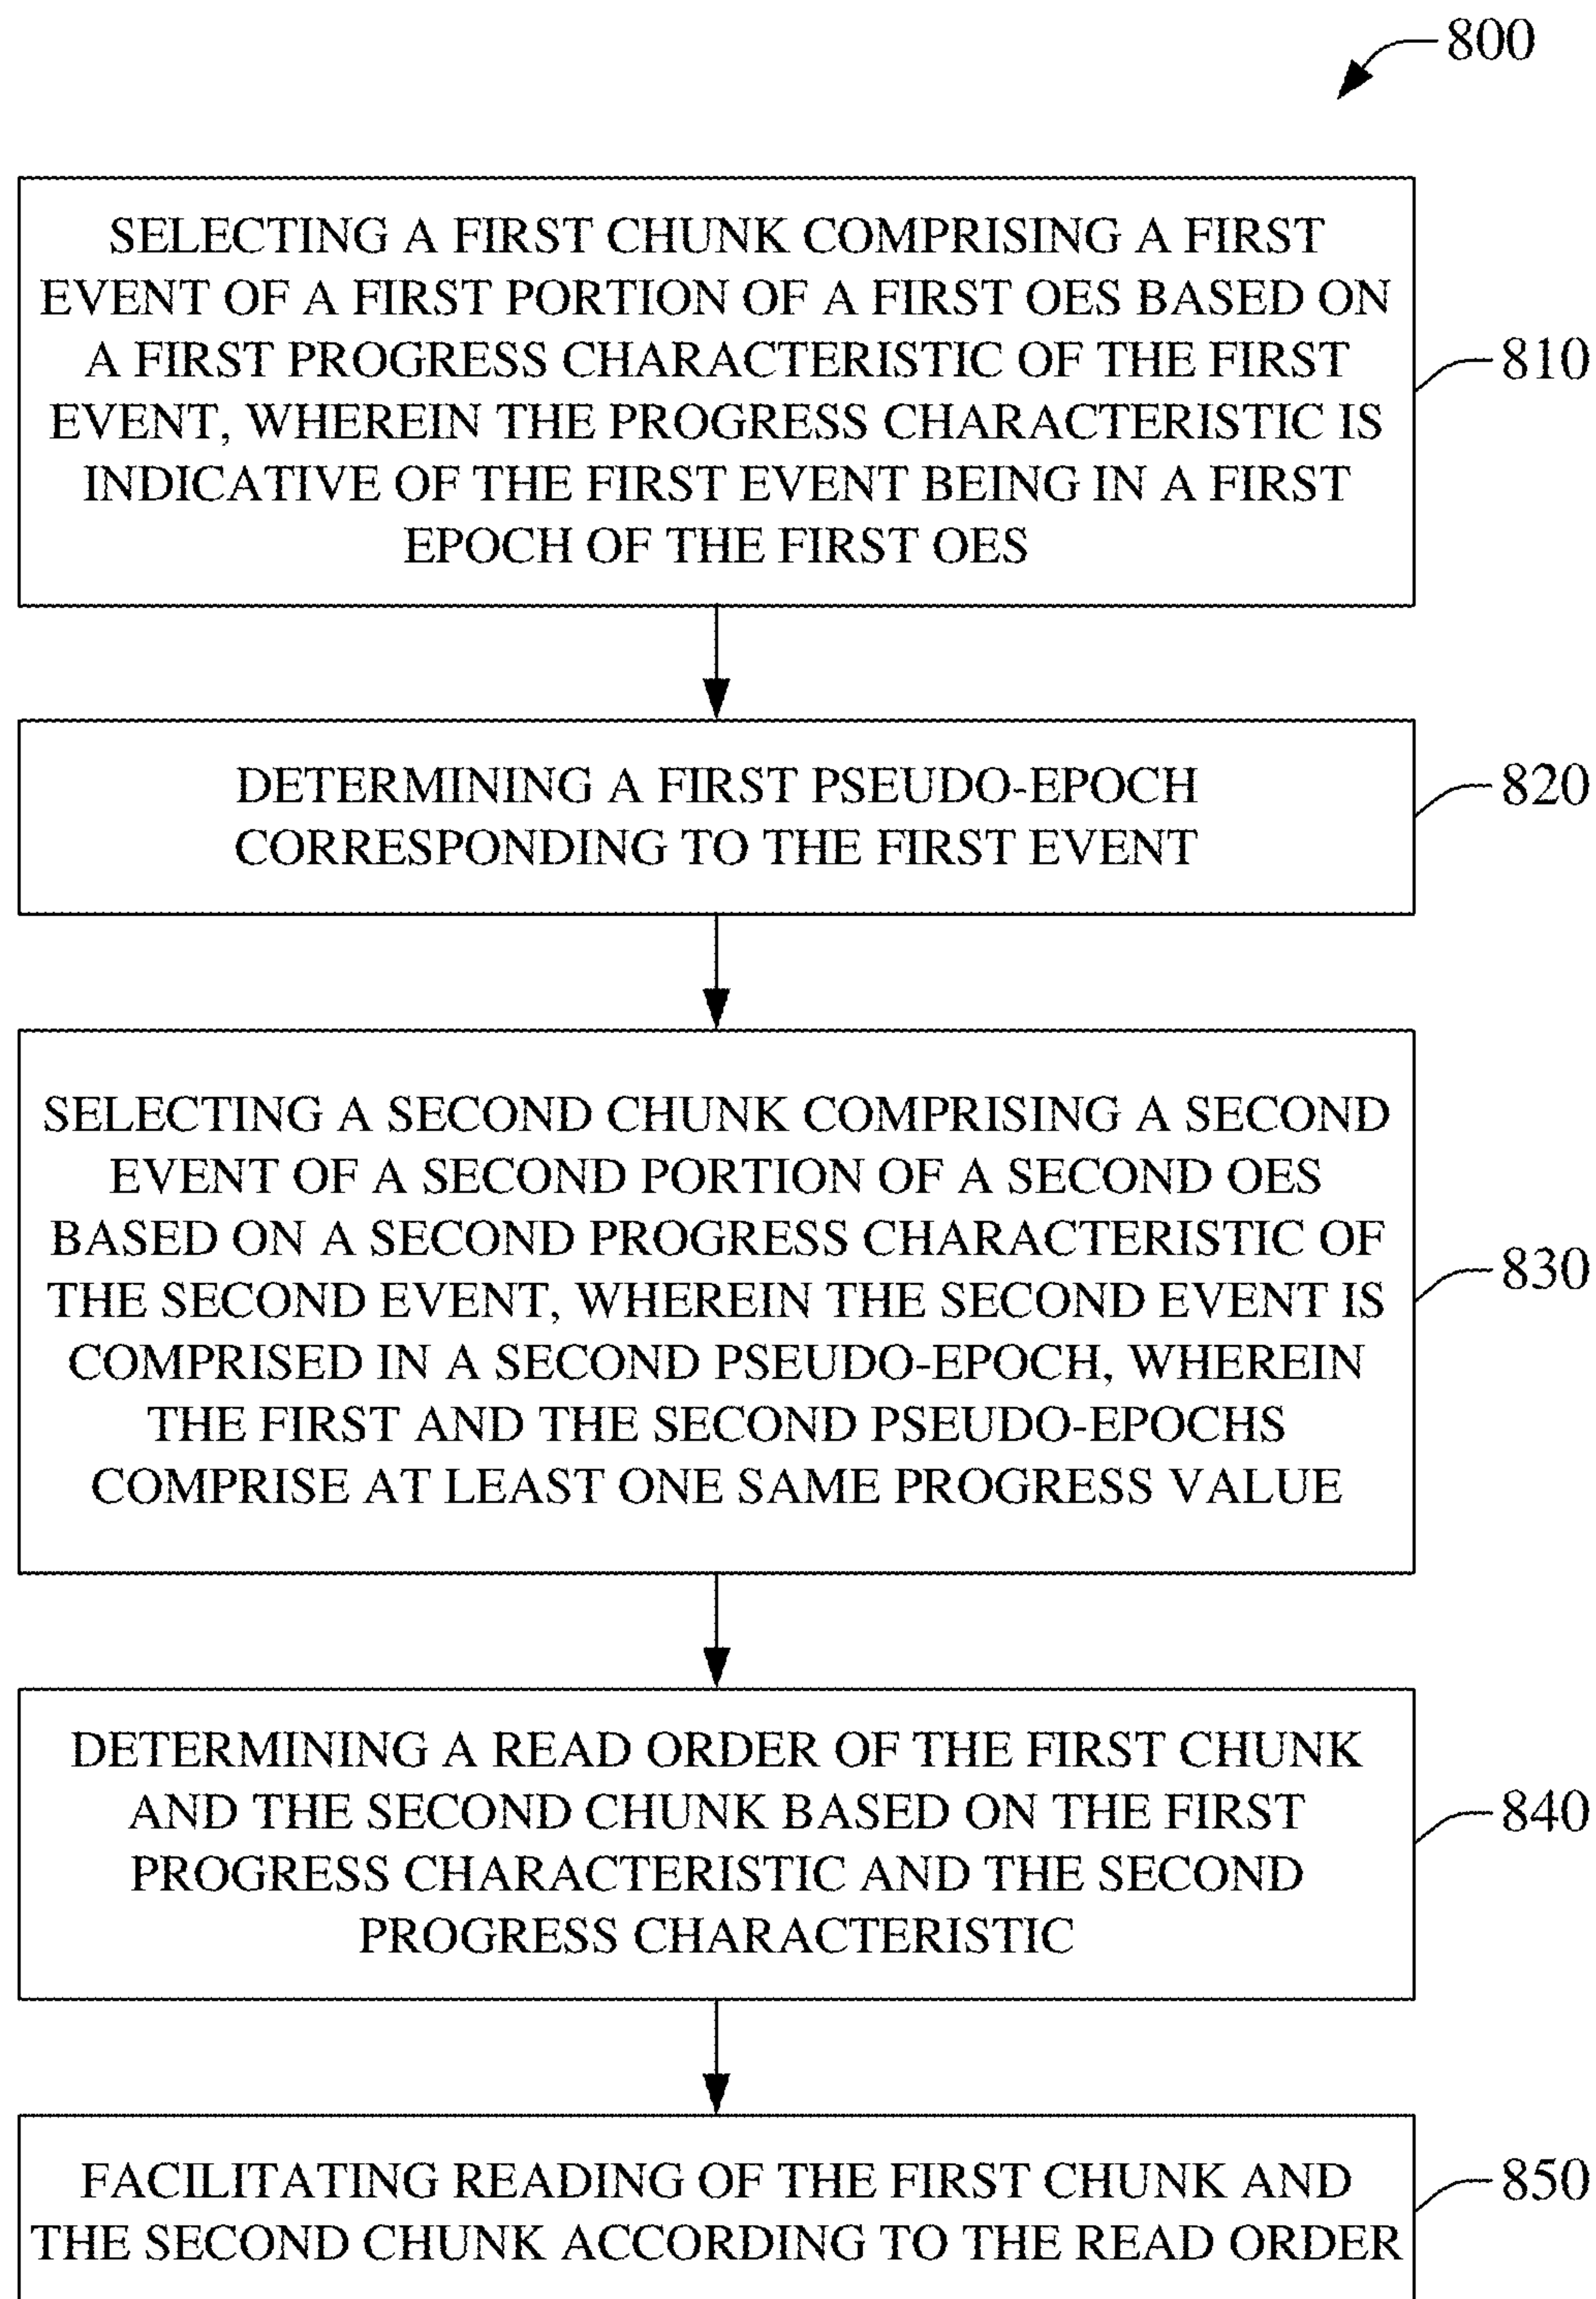 800
SELECTING A FIRST CHUNK COMPRISING A FIRST
EVENT OF A FIRST PORTION OF A FIRST OES BASED ON
A FIRST PROGRESS CHARACTERISTIC OF THE FIRST
EVENT, WHEREIN THE PROGRESS CHARACTERISTIC IS
INDICATIVE OF THE FIRST EVENT BEING IN A FIRST
EPOCH OF THE FIRST OES
810
DETERMINING A FIRST PSEUDO-EPOCH
CORRESPONDING TO THE FIRST EVENT
820
SELECTING A SECOND CHUNK COMPRISING A SECOND
EVENT OF A SECOND PORTION OF A SECOND OES
BASED ON A SECOND PROGRESS CHARACTERISTIC OF
THE SECOND EVENT, WHEREIN THE SECOND EVENT IS
COMPRISED IN A SECOND PSEUDO-EPOCH, WHEREIN
THE FIRST AND THE SECOND PSEUDO-EPOCHS
COMPRISE AT LEAST ONE SAME PROGRESS VALUE
830
DETERMINING A READ ORDER OF THE FIRST CHUNK
AND THE SECOND CHUNK BASED ON THE FIRST
PROGRESS CHARACTERISTIC AND THE SECOND
PROGRESS CHARACTERISTIC
840
FACILITATING READING OF THE FIRST CHUNK AND
THE SECOND CHUNK ACCORDING TO THE READ ORDER
850